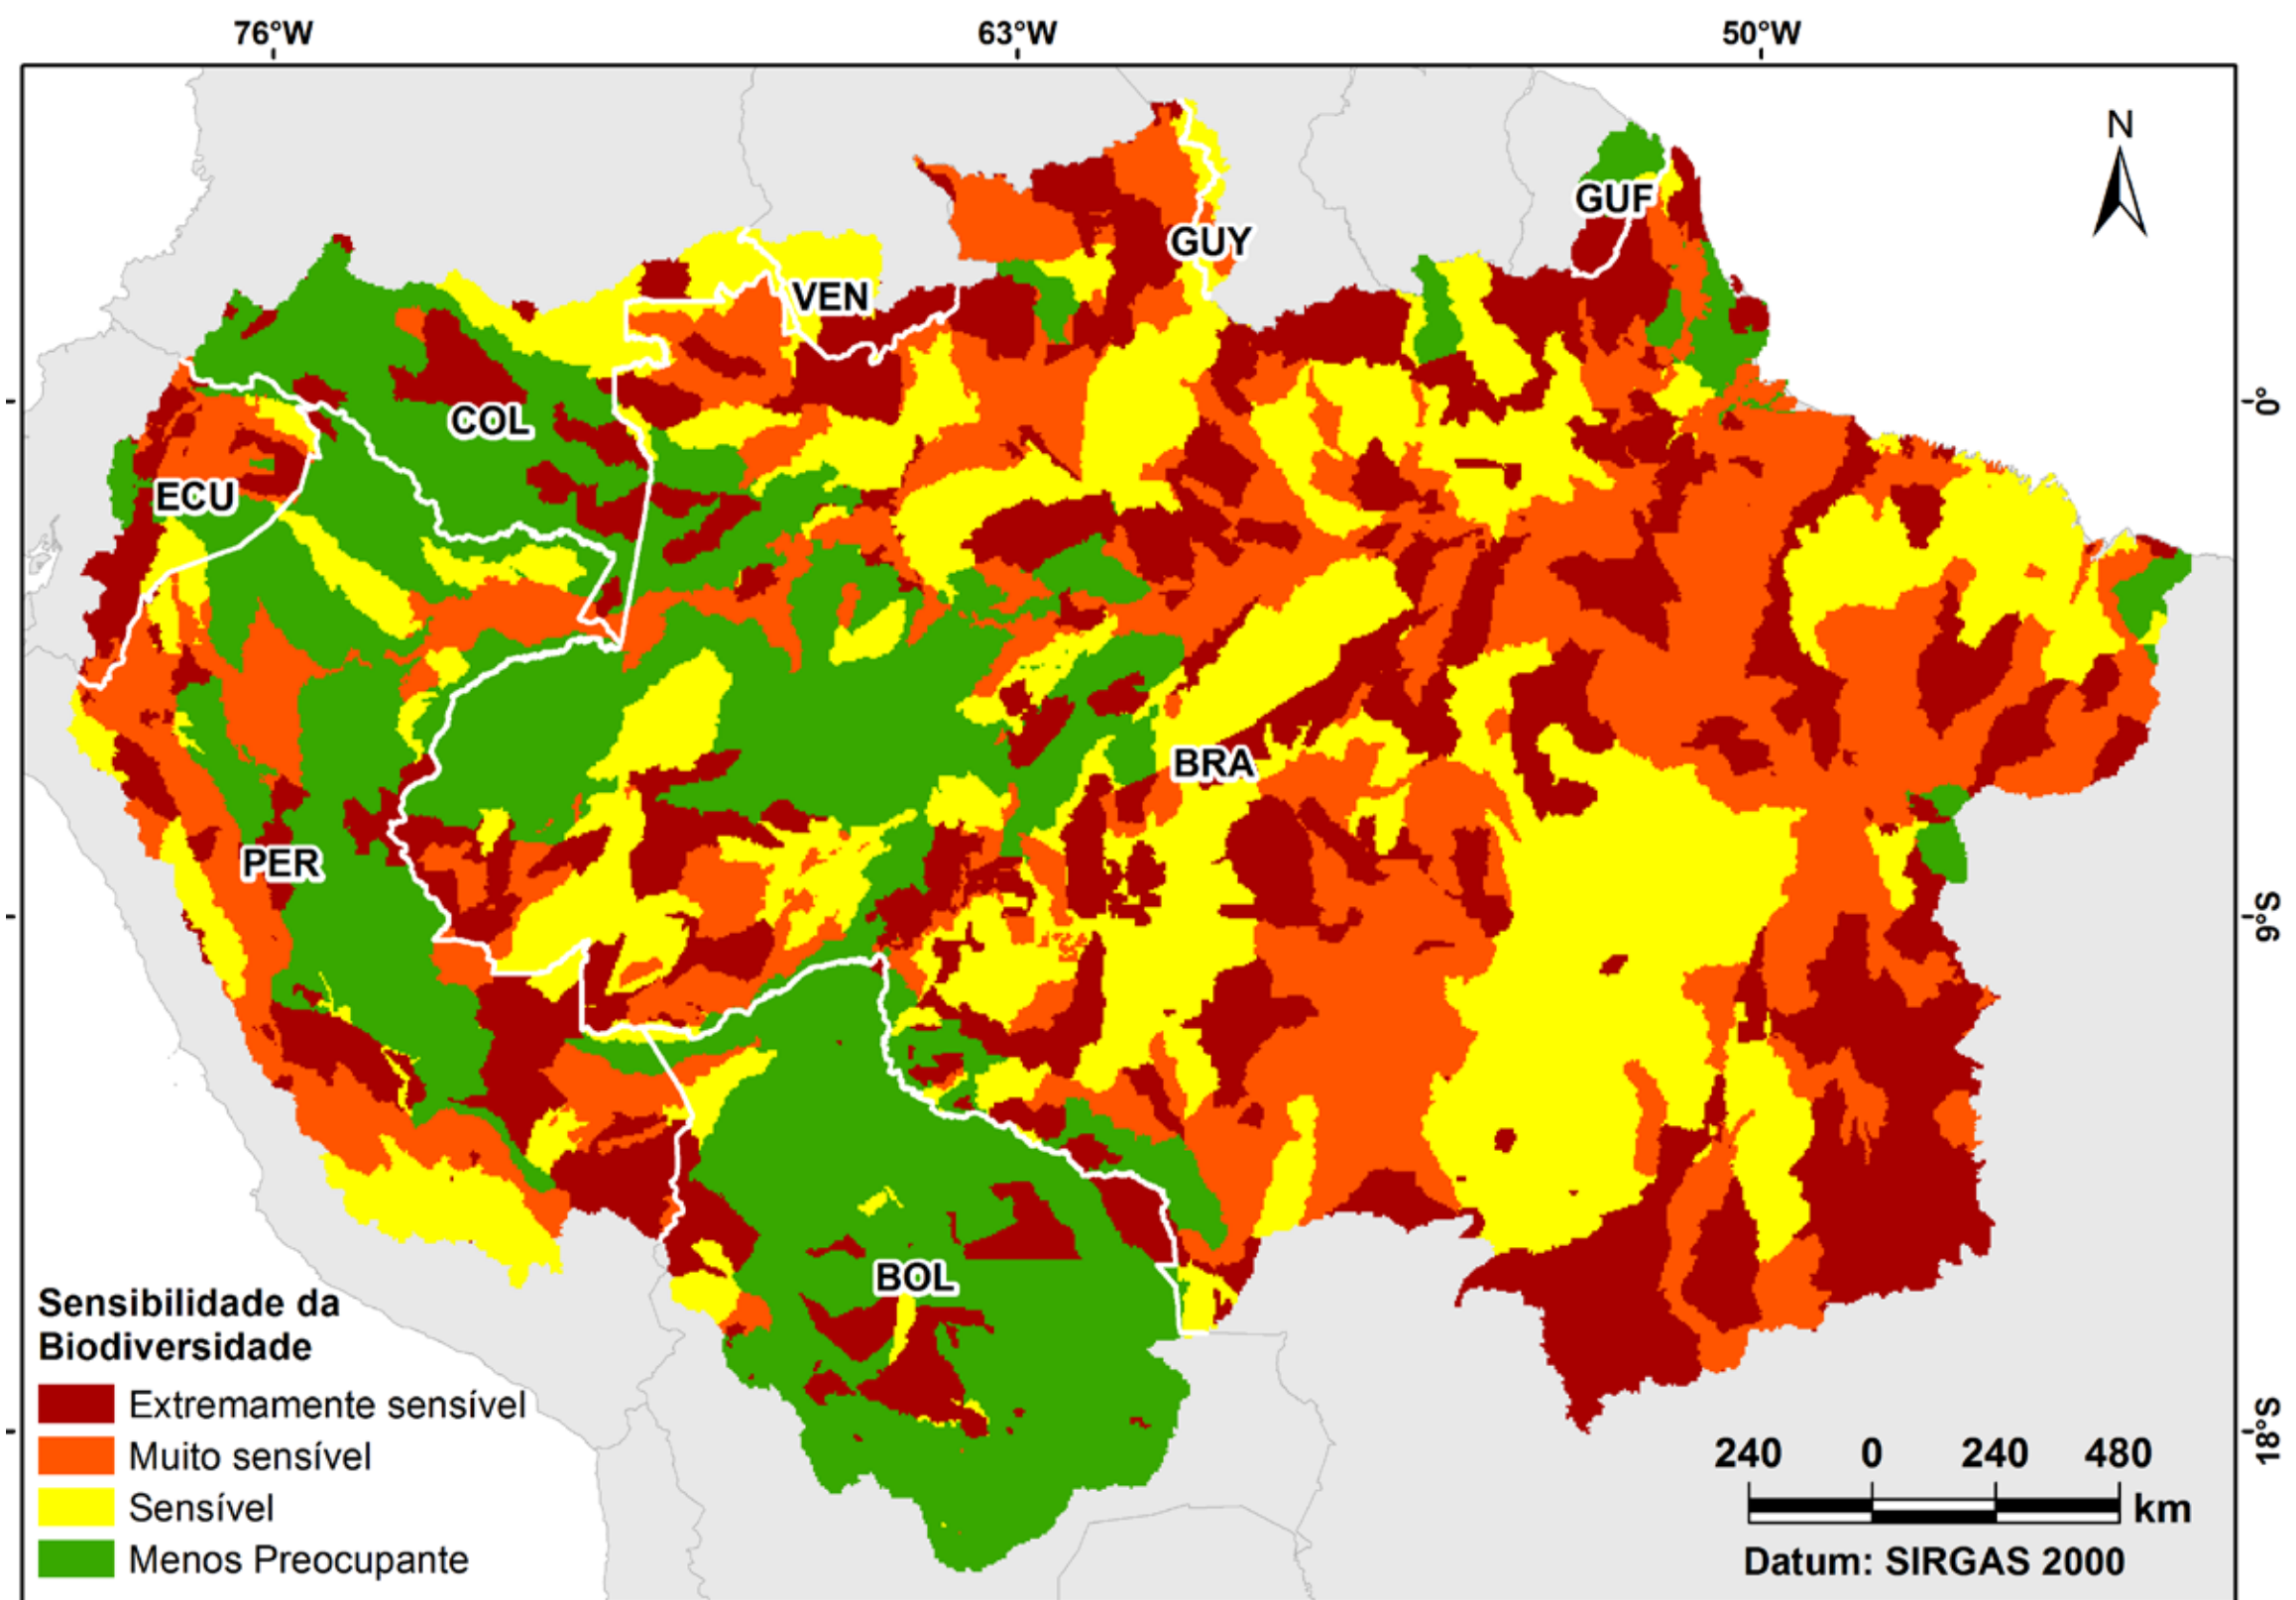 76°W 63°W 50°W
N
GUF
GUY
VEN
0°
COL
ECU
BRA
PER
9°S
BOL
Sensibilidade da
Biodiversidade
Extremamente sensível
Muito sensível
Sensível
Menos Preocupante
18°S
240 0 240 480
km
Datum: SIRGAS 2000